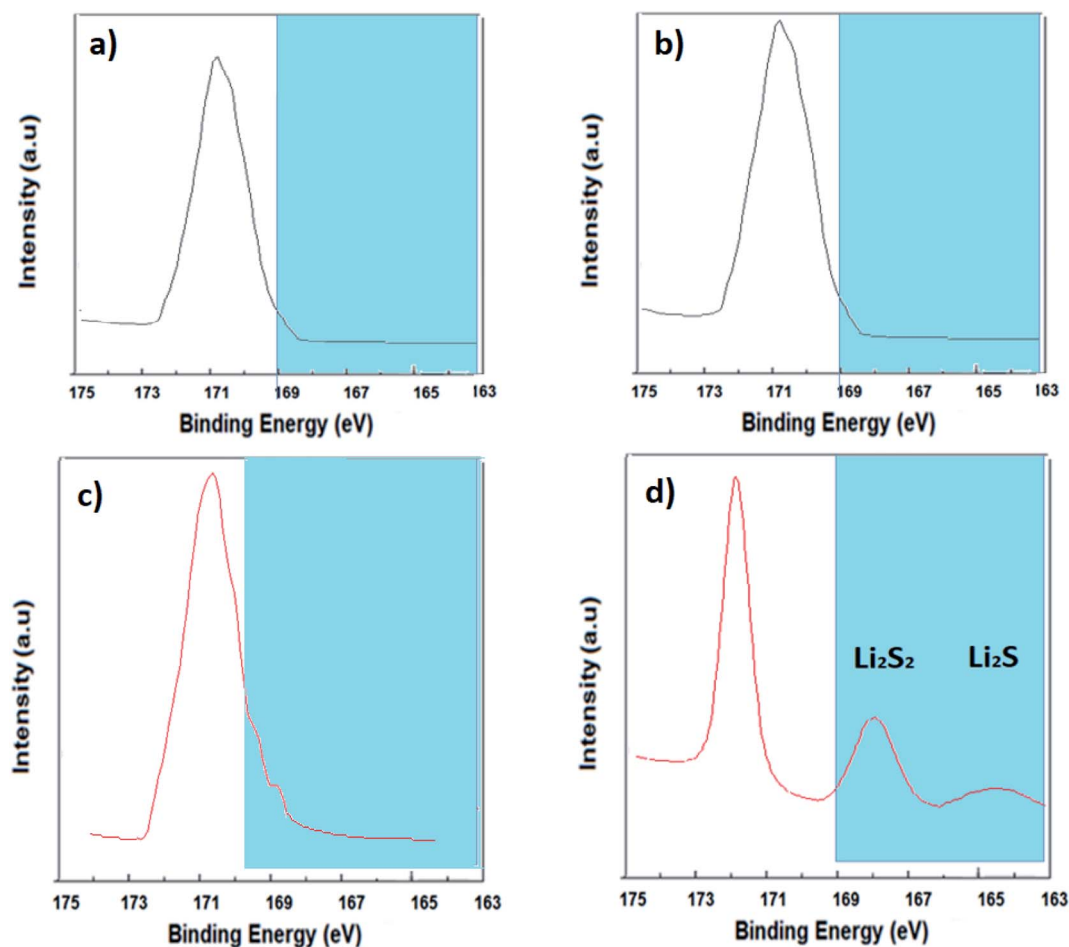 a)
Intensity (a.u)
175 173 171 169 167 165 163
Binding Energy (eV)
b)
Intensity (a.u)
175 173 171 169 167 165 163
Binding Energy (eV)
c)
Intensity (a.u)
175 173 171 169 167 165 163
Binding Energy (eV)
d)
Li₂S₂ Li₂S
Intensity (a.u)
175 173 171 169 168 167 165 163
Binding Energy (eV)